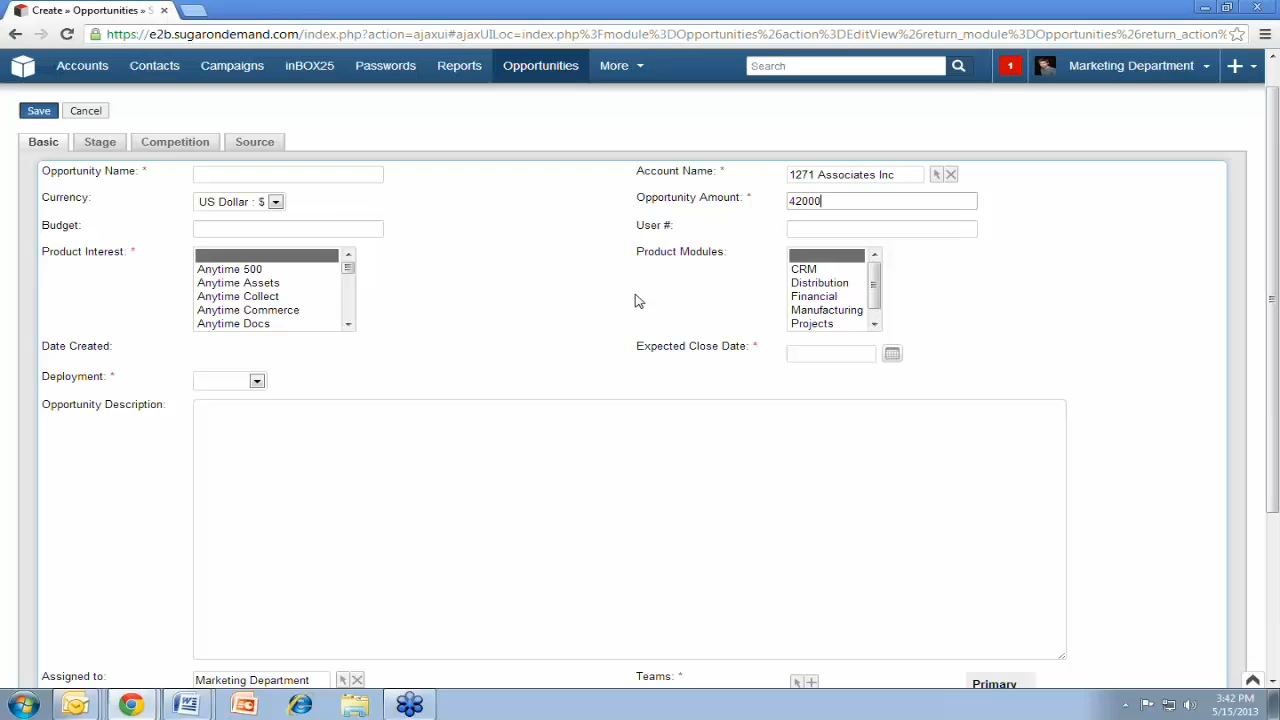 Create » Opportunities » S
https://e2b.sugarondemand.com/index.php?action=ajaxui#ajaxUILoc=index.php%3Fmodule%3DOpportunities%26action%3DEditView%26return_module%3DOpportunities%26return_action%
Accounts Contacts Campaigns inBOX25 Passwords Reports Opportunities More Search 1 Marketing Department
Save Cancel
Basic Stage Competition Source
Opportunity Name: * Account Name: * 1271 Associates Inc
Currency: US Dollar : $ Opportunity Amount: * 42000
Budget: User #:
Product Interest: * Product Modules:
Anytime 500 CRM
Anytime Assets Distribution
Anytime Collect Financial
Anytime Commerce Manufacturing
Anytime Docs Projects
Date Created: Expected Close Date: *
Deployment: *
Opportunity Description:
Assigned to: Marketing Department Teams: * Primary
3:42 PM
5/15/2013